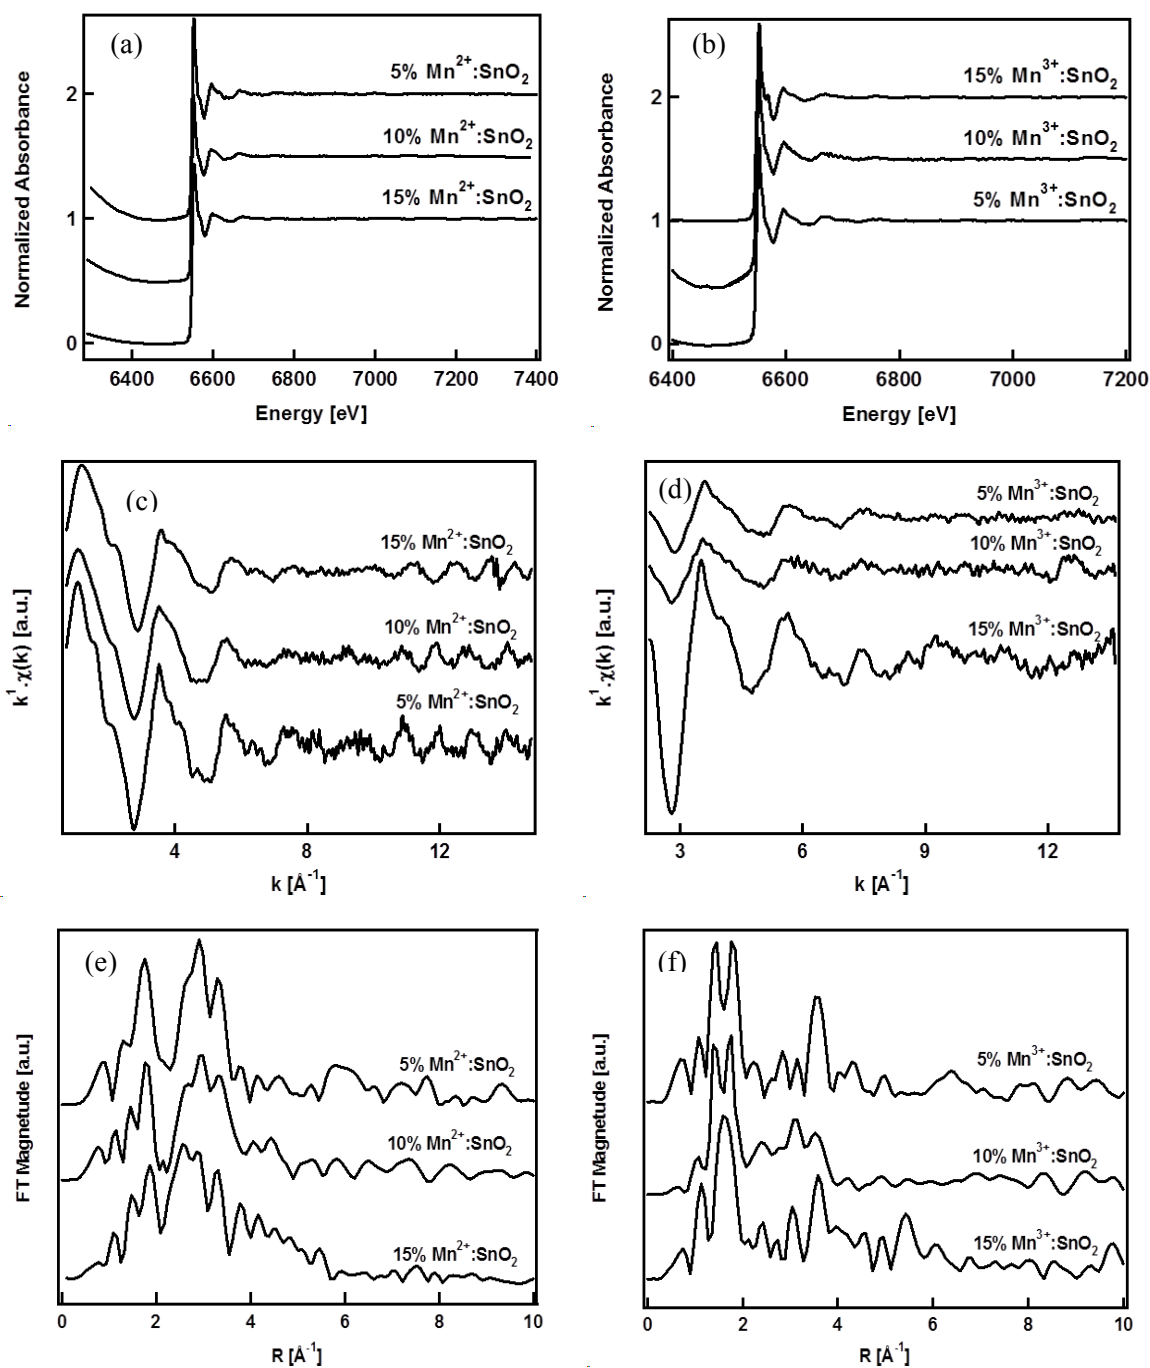 (a)
5% Mn2+:SnO2
10% Mn2+:SnO2
15% Mn2+:SnO2
2
1
0
Normalized Absorbance
6400 6600 6800 7000 7200 7400
Energy [eV]
(b)
15% Mn3+:SnO2
10% Mn3+:SnO2
5% Mn3+:SnO2
2
1
0
Normalized Absorbance
6400 6600 6800 7000 7200
Energy [eV]
(c)
15% Mn2+:SnO2
10% Mn2+:SnO2
5% Mn2+:SnO2
k1.χ(k) [a.u.]
4 8 12
k [Å-1]
(d)
5% Mn3+:SnO2
10% Mn3+:SnO2
15% Mn3+:SnO2
k1.χ(k) [a.u.]
3 6 9 12
k [A-1]
(e)
5% Mn2+:SnO2
10% Mn2+:SnO2
15% Mn2+:SnO2
FT Magnetude [a.u.]
0 2 4 6 8 10
R [Å-1]
(f)
5% Mn3+:SnO2
10% Mn3+:SnO2
15% Mn3+:SnO2
FT Magnetude [a.u.]
0 2 4 6 8 10
R [Å-1]